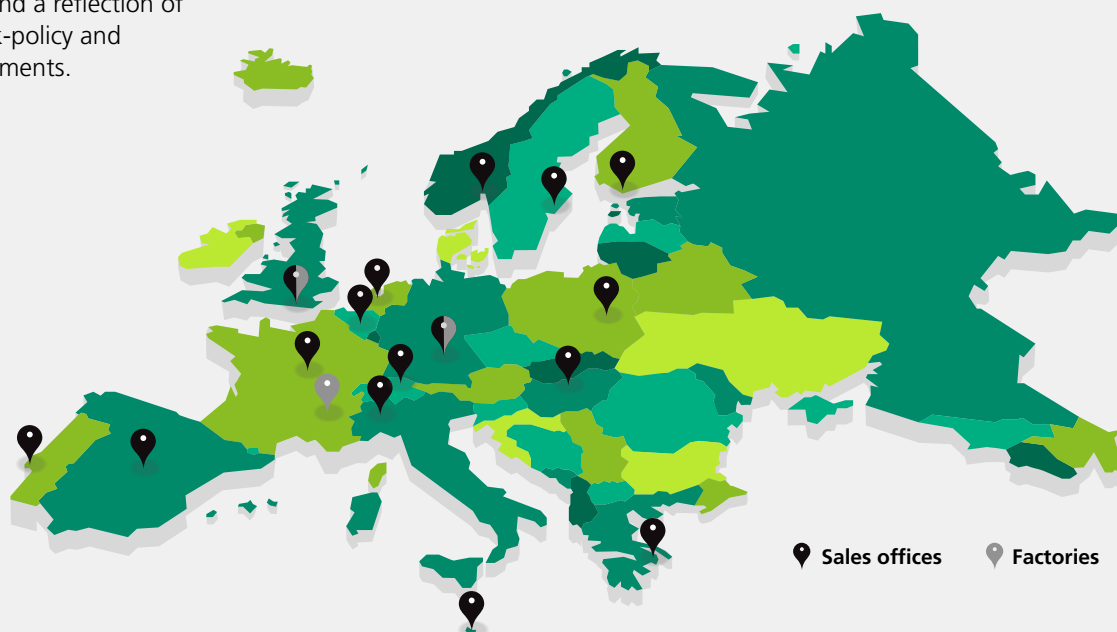 nd a reflection of
-policy and
ments.
Sales offices
Factories